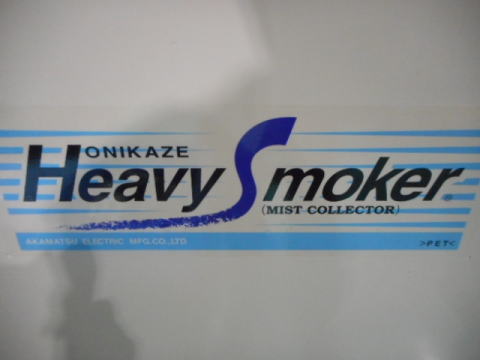 ONIKAZE
Heavy Smoker®
(MIST COLLECTOR)
AKAMATSU ELECTRIC MFG.CO.,LTD
>PET<